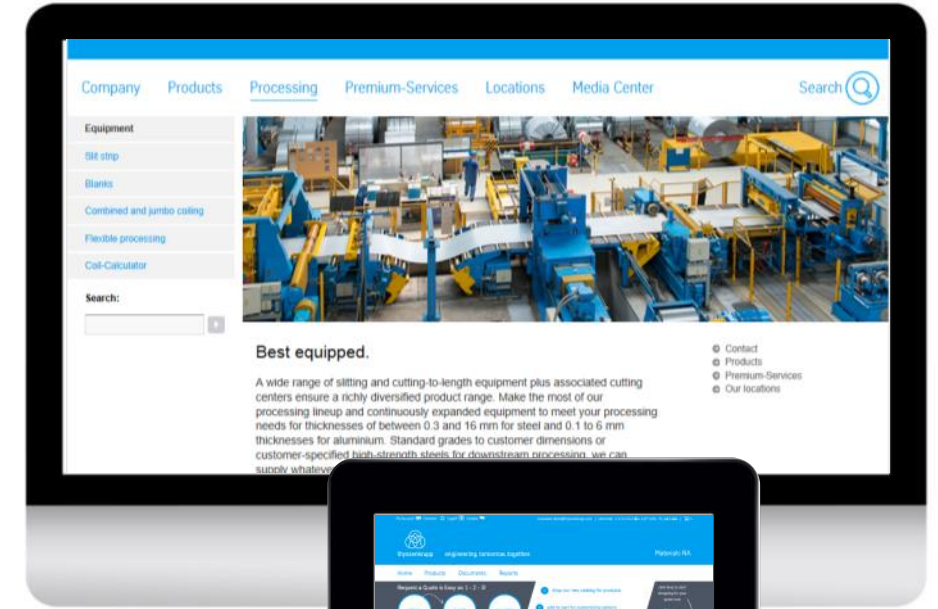 Company Products Processing Premium-Services Locations Media Center Search
Equipment
Slit strip
Blanks
Combined and jumbo coiling
Flexible processing
Coil-Calculator
Search:
Best equipped.
A wide range of slitting and cutting-to-length equipment plus associated cutting
centers ensure a richly diversified product range. Make the most of our
processing lineup and continuously expanded equipment to meet your processing
needs for thicknesses of between 0.3 and 16 mm for steel and 0.1 to 6 mm
thicknesses for aluminium. Standard grades to customer dimensions or
customer-specified high-strength steels for downstream processing, we can
supply
Contact
Products
Premium-Services
Our locations
thyssenkrupp engineering. tomorrow. together.
Materials NA
Home Products Documents Reports
Request a Quote is Easy as 1 - 2 - 3!